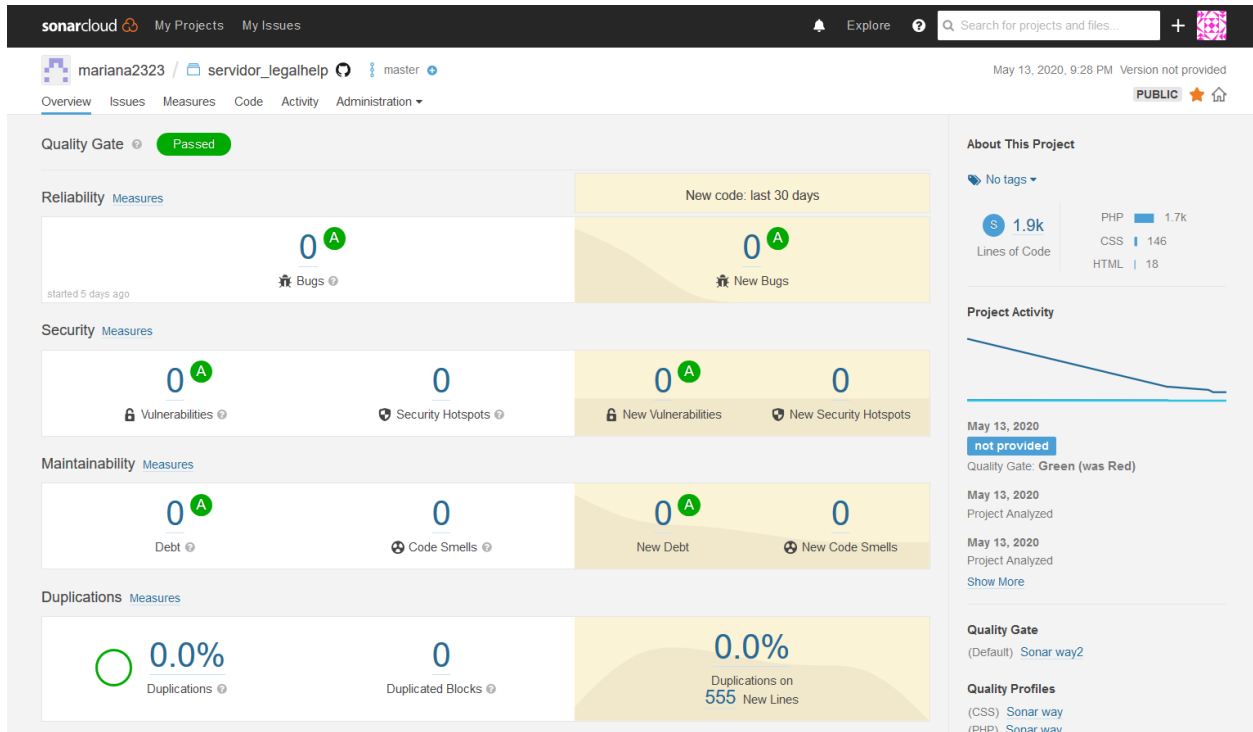 sonarcloud My Projects My Issues Explore ? Search for projects and files... +
mariana2323 / servidor_legalhelp master
May 13, 2020, 9:28 PM Version not provided
Overview Issues Measures Code Activity Administration
PUBLIC
Quality Gate ? Passed
Reliability Measures
New code: last 30 days
0 A
Bugs ?
started 5 days ago
0 A
New Bugs
Security Measures
0 A
Vulnerabilities ?
0
Security Hotspots ?
0 A
New Vulnerabilities
0
New Security Hotspots
Maintainability Measures
0 A
Debt ?
0
Code Smells ?
0 A
New Debt
0
New Code Smells
Duplications Measures
0.0%
Duplications ?
0
Duplicated Blocks ?
0.0%
Duplications on
555 New Lines
About This Project
No tags
S 1.9k
Lines of Code
PHP 1.7k
CSS 146
HTML 18
Project Activity
May 13, 2020
not provided
Quality Gate: Green (was Red)
May 13, 2020
Project Analyzed
May 13, 2020
Project Analyzed
Show More
Quality Gate
(Default) Sonar way2
Quality Profiles
(CSS) Sonar way
(PHP) Sonar way